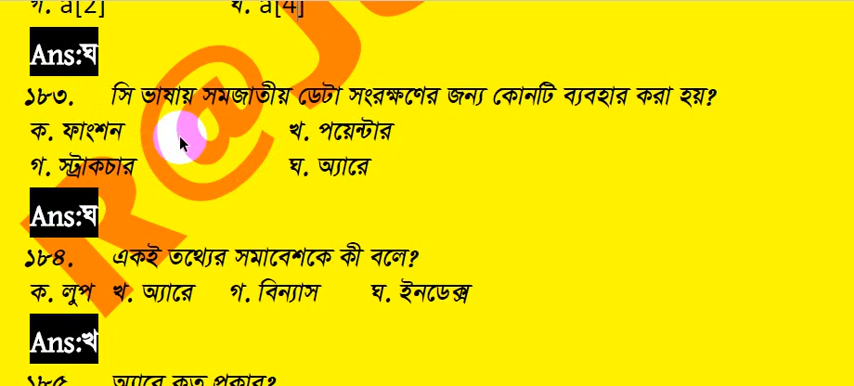 গ. a[2] ঘ. a[4]
Ans:ঘ
১৮৩. সি ভাষায় সমজাতীয় ডেটা সংরক্ষণের জন্য কোনটি ব্যবহার করা হয়?
ক. ফাংশন খ. পয়েন্টার
গ. স্ট্রাকচার ঘ. অ্যারে
Ans:ঘ
১৮৪. একই তথ্যের সমাবেশকে কী বলে?
ক. লুপ খ. অ্যারে গ. বিন্যাস ঘ. ইনডেক্স
Ans:খ
১৮৫. অ্যারে কত প্রকার?